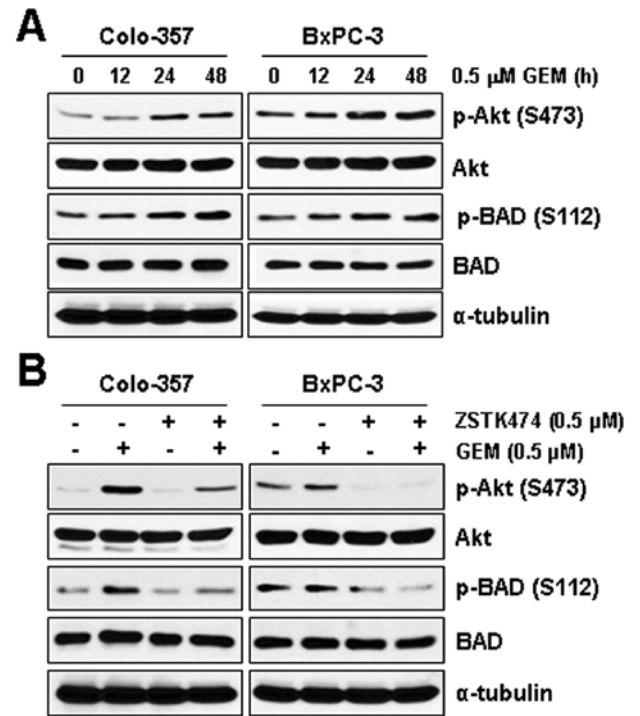 A
Colo-357 BxPC-3
0 12 24 48 0 12 24 48 0.5 µM GEM (h)
p-Akt (S473)
Akt
p-BAD (S112)
BAD
α-tubulin
B
Colo-357 BxPC-3
- - + + - - + + ZSTK474 (0.5 µM)
- + - + - + - + GEM (0.5 µM)
p-Akt (S473)
Akt
p-BAD (S112)
BAD
α-tubulin